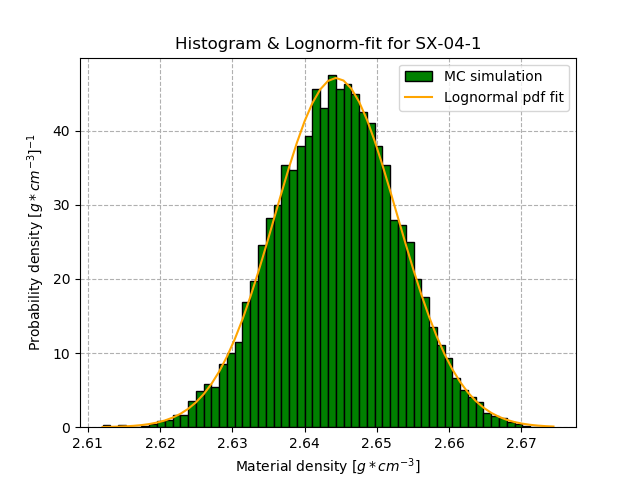 Histogram & Lognorm-fit for SX-04-1
MC simulation
Lognormal pdf fit
Probability density [g*cm⁻³]⁻¹
40
30
20
10
0
2.61 2.62 2.63 2.64 2.65 2.66 2.67
Material density [g*cm⁻³]